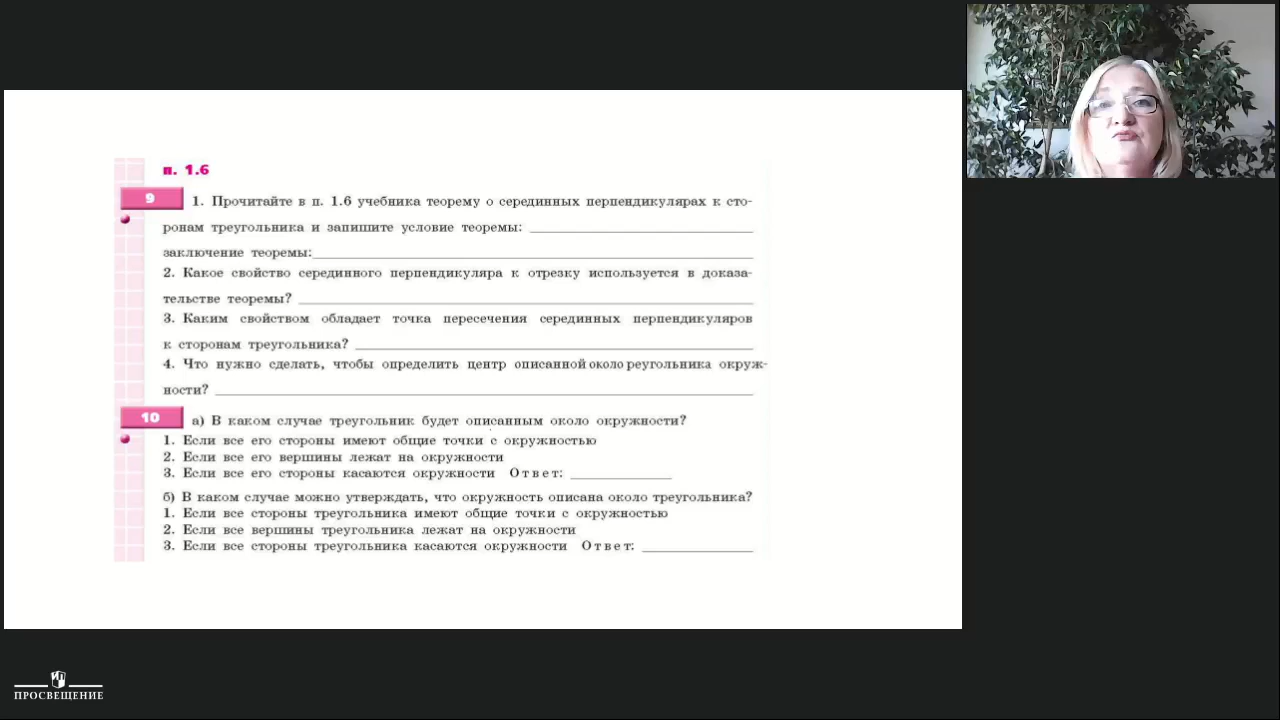 п. 1.6
9 1. Прочитайте в п. 1.6 учебника теорему о серединных перпендикулярах к сто-
ронам треугольника и запишите условие теоремы:
заключение теоремы:
2. Какое свойство серединного перпендикуляра к отрезку используется в доказа-
тельстве теоремы?
3. Каким свойством обладает точка пересечения серединных перпендикуляров
к сторонам треугольника?
4. Что нужно сделать, чтобы определить центр описанной около реугольника окруж-
ности?
10 а) В каком случае треугольник будет описанным около окружности?
1. Если все его стороны имеют общие точки с окружностью
2. Если все его вершины лежат на окружности
3. Если все его стороны касаются окружности Ответ:
б) В каком случае можно утверждать, что окружность описана около треугольника?
1. Если все стороны треугольника имеют общие точки с окружностью
2. Если все вершины треугольника лежат на окружности
3. Если все стороны треугольника касаются окружности Ответ:
ПРОСВЕЩЕНИЕ